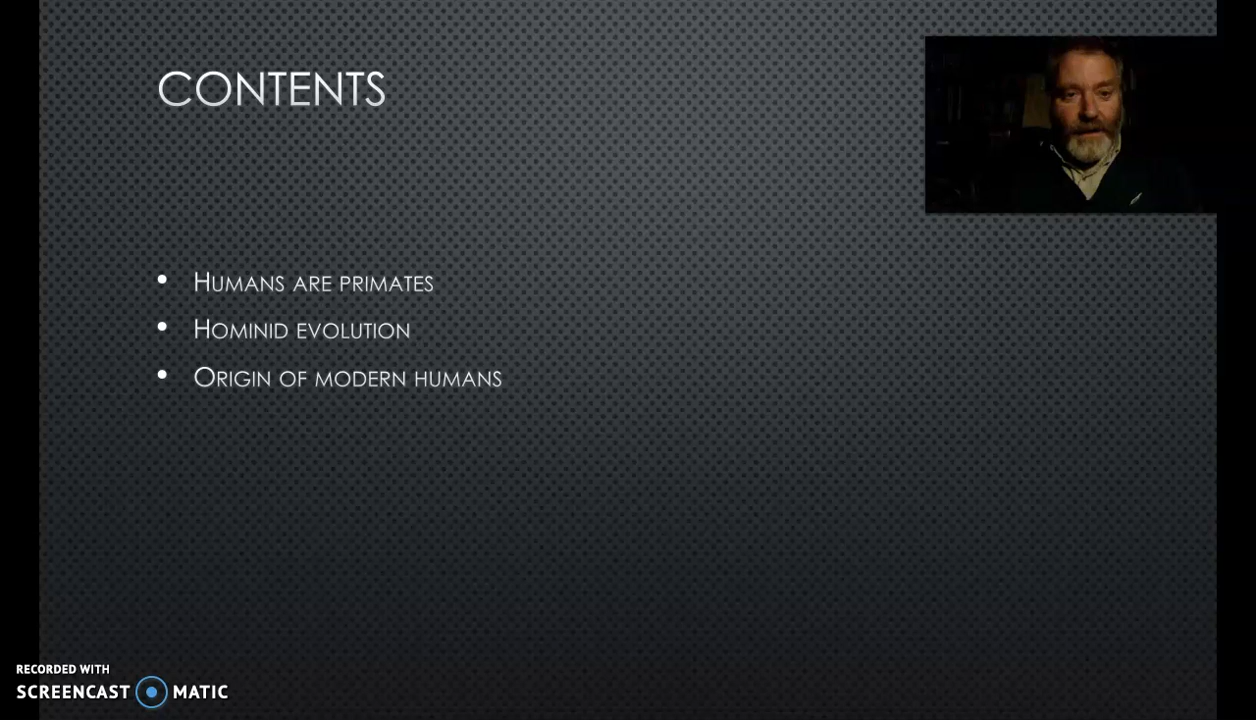 CONTENTS
• HUMANS ARE PRIMATES
• HOMINID EVOLUTION
• ORIGIN OF MODERN HUMANS
RECORDED WITH
SCREENCAST MATIC